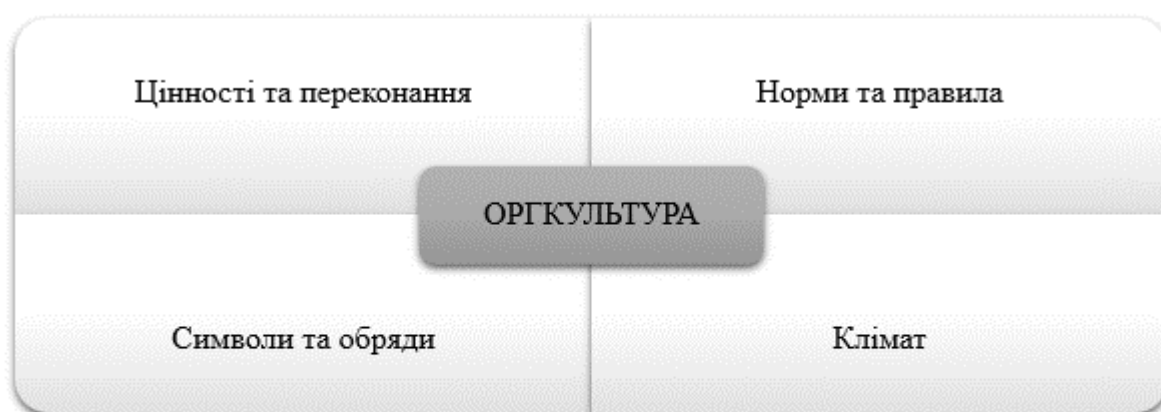 Цінності та переконання
Норми та правила
ОРГКУЛЬТУРА
Символи та обряди
Клімат